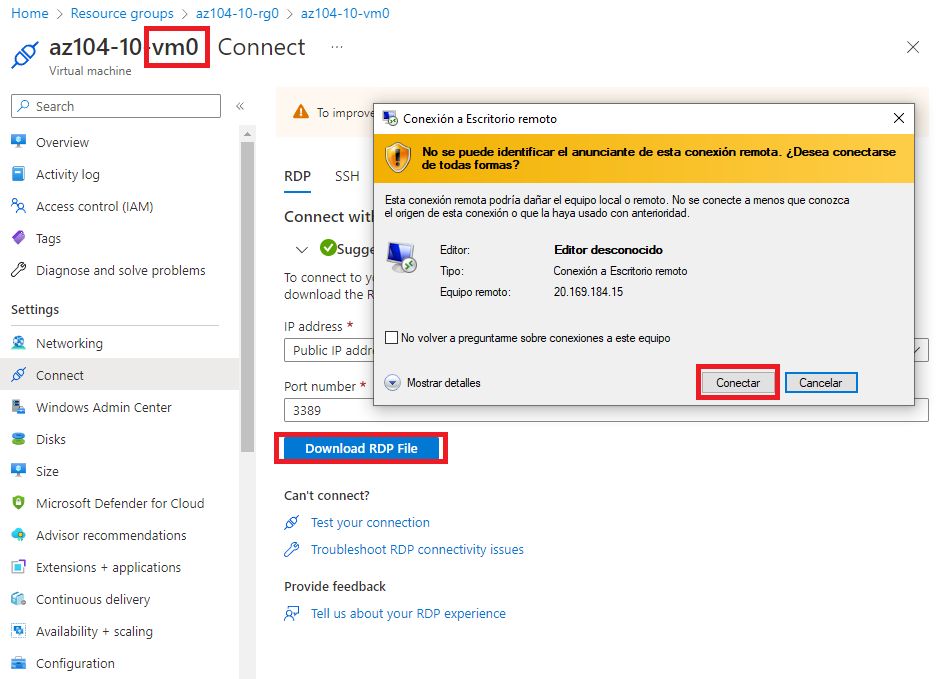 Home > Resource groups > az104-10-rg0 > az104-10-vm0
az104-10-vm0 Connect ...
Virtual machine
Search
«
Overview
Activity log
Access control (IAM)
Tags
Diagnose and solve problems
Settings
Networking
Connect
Windows Admin Center
Disks
Size
Microsoft Defender for Cloud
Advisor recommendations
Extensions + applications
Continuous delivery
Availability + scaling
Configuration
To improve
RDP SSH
Connect with
Sugge
To connect to yo
download the R
IP address *
Public IP addr
Port number *
3389
Download RDP File
Can't connect?
Test your connection
Troubleshoot RDP connectivity issues
Provide feedback
Tell us about your RDP experience
Conexión a Escritorio remoto
No se puede identificar el anunciante de esta conexión remota. ¿Desea conectarse
de todas formas?
Esta conexión remota podría dañar el equipo local o remoto. No se conecte a menos que conozca
el origen de esta conexión o que la haya usado con anterioridad.
Editor: Editor desconocido
Tipo: Conexión a Escritorio remoto
Equipo remoto: 20.169.184.15
No volver a preguntarme sobre conexiones a este equipo
Mostrar detalles
Conectar
Cancelar